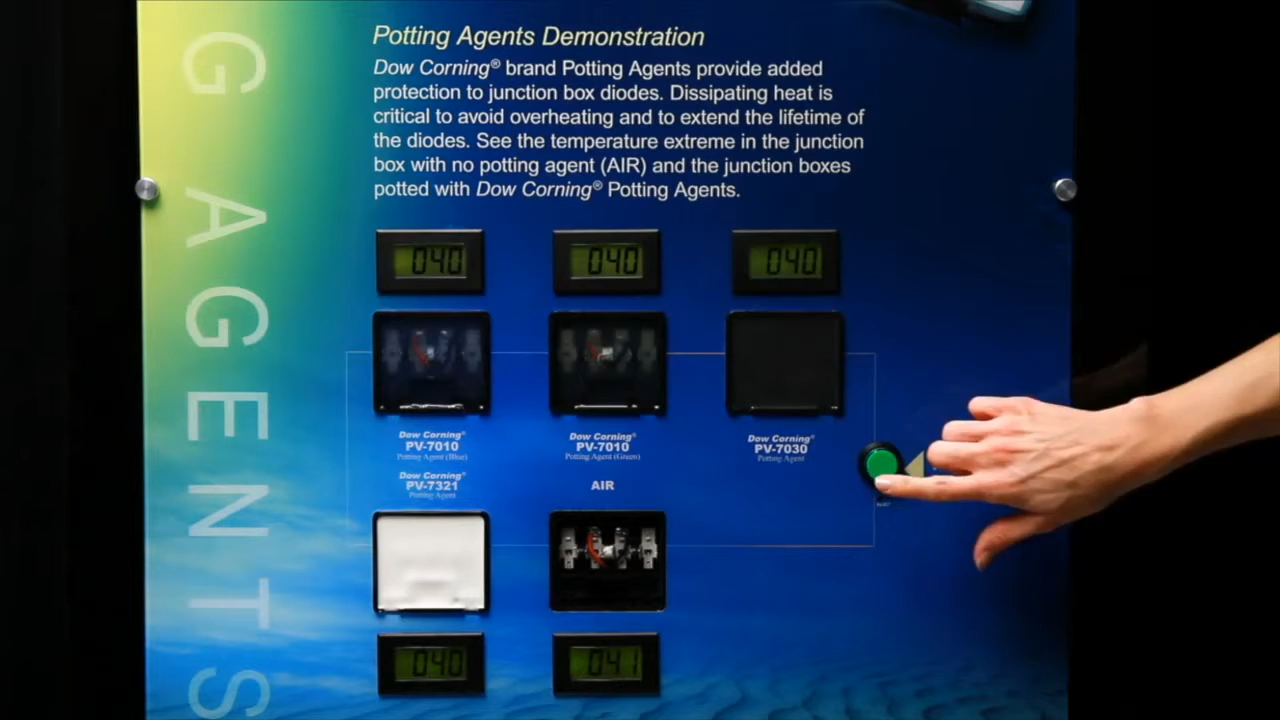 G AGENTS
Potting Agents Demonstration
Dow Corning® brand Potting Agents provide added
protection to junction box diodes. Dissipating heat is
critical to avoid overheating and to extend the lifetime of
the diodes. See the temperature extreme in the junction
box with no potting agent (AIR) and the junction boxes
potted with Dow Corning® Potting Agents.
040
040
040
Dow Corning®
PV-7010
Potting Agent (Blue)
Dow Corning®
PV-7010
Potting Agent (Green)
Dow Corning®
PV-7030
Potting Agent
Dow Corning®
PV-7321
Potting Agent
AIR
040
041